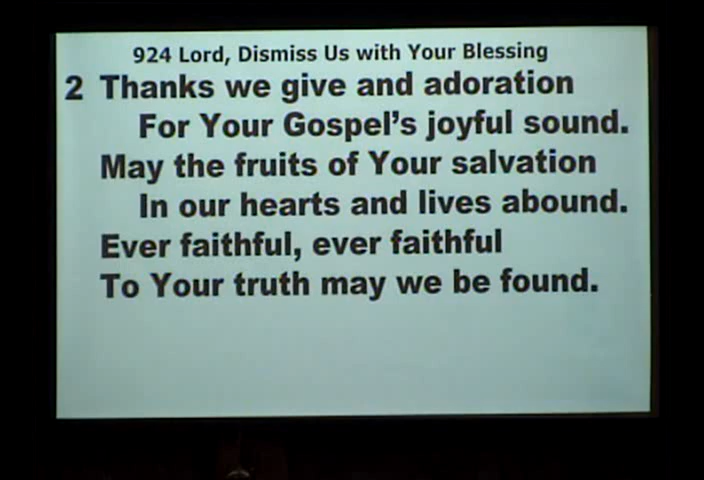 924 Lord, Dismiss Us with Your Blessing
2 Thanks we give and adoration
For Your Gospel's joyful sound.
May the fruits of Your salvation
In our hearts and lives abound.
Ever faithful, ever faithful
To Your truth may we be found.